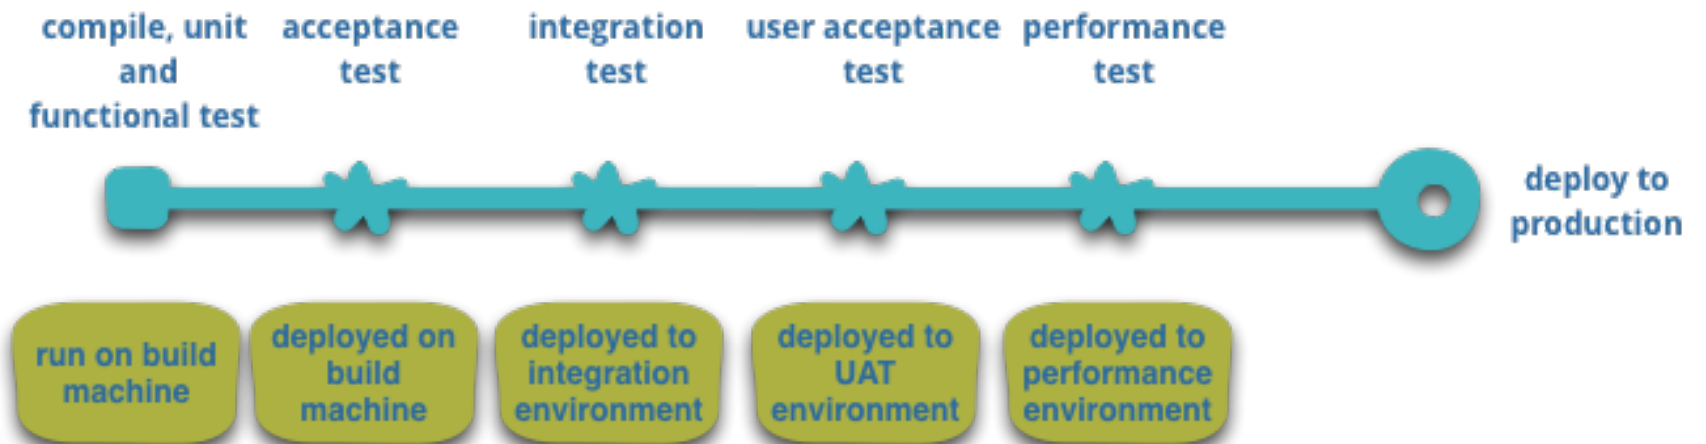 compile, unit
and
functional test
acceptance
test
integration
test
user acceptance
test
performance
test
deploy to
production
run on build
machine
deployed on
build
machine
deployed to
integration
environment
deployed to
UAT
environment
deployed to
performance
environment